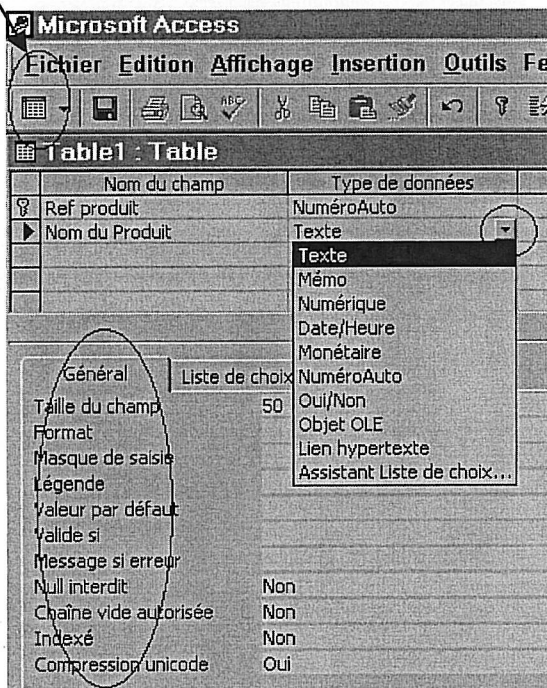 Microsoft Access
Fichier Edition Affichage Insertion Outils Fe
ABC
Table1 : Table
Nom du champ Type de données
Ref produit NuméroAuto
Nom du Produit Texte
Texte
Mémo
Numérique
Date/Heure
Monétaire
NuméroAuto
Oui/Non
Objet OLE
Lien hypertexte
Assistant Liste de choix...
Général Liste de choix
Taille du champ 50
Format
Masque de saisie
Légende
Valeur par défaut
Valide si
Message si erreur
Null interdit Non
Chaîne vide autorisée Non
Indexé Non
Compression unicode Oui